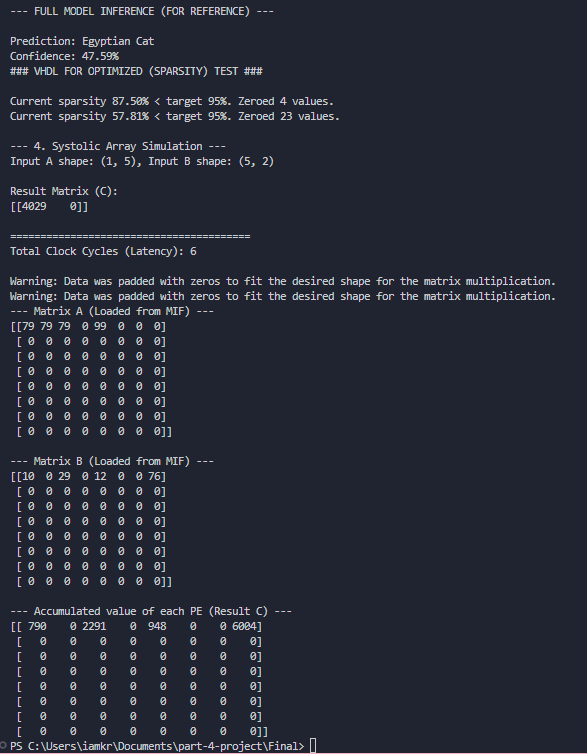 --- FULL MODEL INFERENCE (FOR REFERENCE) ---
Prediction: Egyptian Cat
Confidence: 47.59%
### VHDL FOR OPTIMIZED (SPARSITY) TEST ###
Current sparsity 87.50% < target 95%. Zeroed 4 values.
Current sparsity 57.81% < target 95%. Zeroed 23 values.
--- 4. Systolic Array Simulation ---
Input A shape: (1, 5), Input B shape: (5, 2)
Result Matrix (C):
[[4029    0]]
========================================
Total Clock Cycles (Latency): 6
Warning: Data was padded with zeros to fit the desired shape for the matrix multiplication.
Warning: Data was padded with zeros to fit the desired shape for the matrix multiplication.
--- Matrix A (Loaded from MIF) ---
[[79 79 79  0 99  0  0  0]
 [ 0  0  0  0  0  0  0  0]
 [ 0  0  0  0  0  0  0  0]
 [ 0  0  0  0  0  0  0  0]
 [ 0  0  0  0  0  0  0  0]
 [ 0  0  0  0  0  0  0  0]
 [ 0  0  0  0  0  0  0  0]
 [ 0  0  0  0  0  0  0  0]]
--- Matrix B (Loaded from MIF) ---
[[10  0 29  0 12  0  0 76]
 [ 0  0  0  0  0  0  0  0]
 [ 0  0  0  0  0  0  0  0]
 [ 0  0  0  0  0  0  0  0]
 [ 0  0  0  0  0  0  0  0]
 [ 0  0  0  0  0  0  0  0]
 [ 0  0  0  0  0  0  0  0]
 [ 0  0  0  0  0  0  0  0]]
--- Accumulated value of each PE (Result C) ---
[[ 790    0 2291    0  948    0    0 6004]
 [   0    0    0    0    0    0    0    0]
 [   0    0    0    0    0    0    0    0]
 [   0    0    0    0    0    0    0    0]
 [   0    0    0    0    0    0    0    0]
 [   0    0    0    0    0    0    0    0]
 [   0    0    0    0    0    0    0    0]
 [   0    0    0    0    0    0    0    0]]
PS C:\Users\iamkr\Documents\part-4-project\Final>